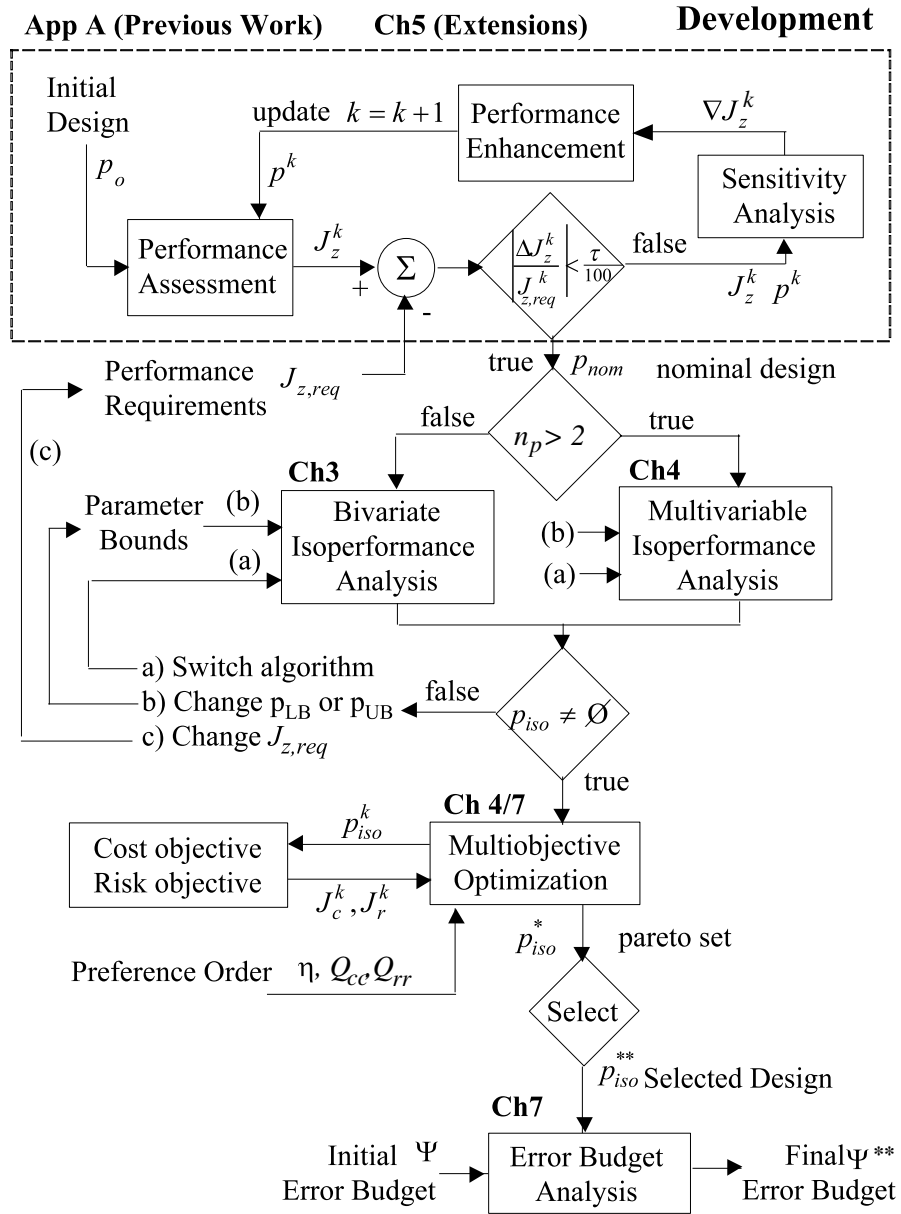 App A (Previous Work) Ch5 (Extensions) Development
Initial
Design
p_o
update k = k+1
p^k
Performance
Enhancement
∇J_z^k
Sensitivity
Analysis
Performance
Assessment
J_z^k
+
Σ
-
|ΔJ_z^k / J_{z,req}^k| < τ/100
false
J_z^k p^k
true p_nom nominal design
Performance
Requirements
J_{z,req}
n_p > 2
false
true
(c)
Ch3
Ch4
Parameter
Bounds
(b)
(a)
Bivariate
Isoperformance
Analysis
(b)
(a)
Multivariable
Isoperformance
Analysis
a) Switch algorithm
b) Change p_LB or p_UB
c) Change J_{z,req}
false
p_iso ≠ Ø
true
Ch 4/7
Cost objective
Risk objective
p_iso^k
J_c^k, J_r^k
Multiobjective
Optimization
Preference Order η, Q_cc, Q_rr
p_iso^* pareto set
Select
p_iso^** Selected Design
Ch7
Initial Ψ
Error Budget
Error Budget
Analysis
Final Ψ**
Error Budget